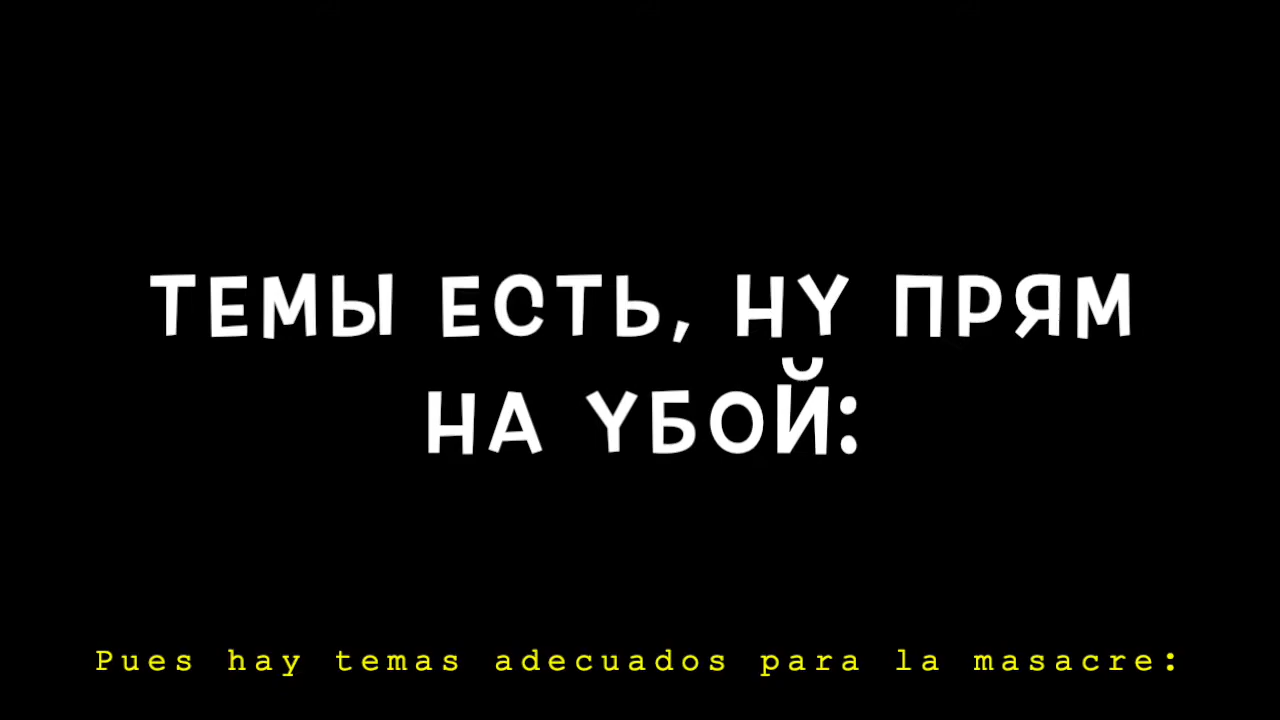 ТЕМЫ ЕСТЬ, НУ ПРЯМ
НА УБОЙ:
Pues hay temas adecuados para la masacre: